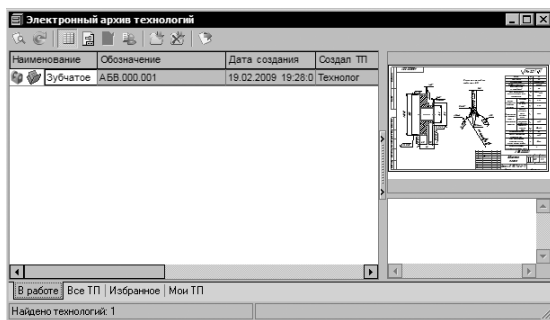 Электронный архив технологий
Наименование Обозначение Дата создания Создал ТП
Зубчатое АБВ.000.001 19.02.2009 19:28:0 Технолог
В работе Все ТП Избранное Мои ТП
Найдено технологий: 1